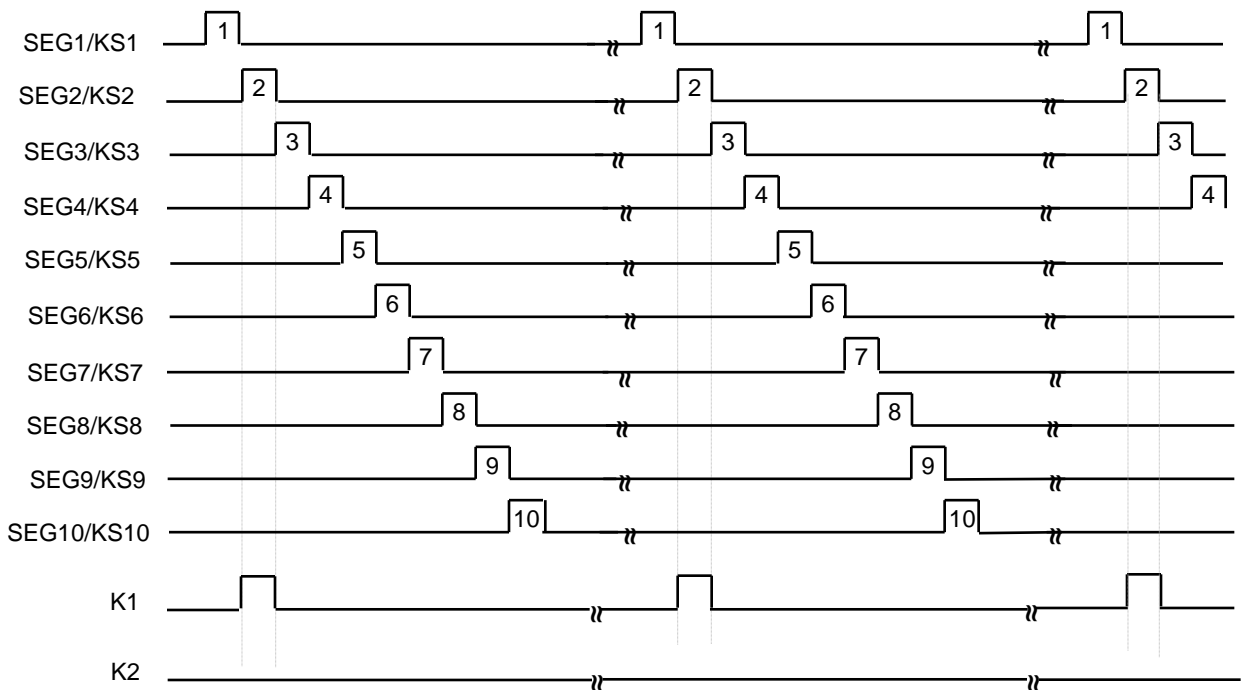 SEG1/KS1 1 1 1
SEG2/KS2 2 2 2
SEG3/KS3 3 3 3
SEG4/KS4 4 4 4
SEG5/KS5 5 5
SEG6/KS6 6 6
SEG7/KS7 7 7
SEG8/KS8 8 8
SEG9/KS9 9 9
SEG10/KS10 10 10
K1
K2